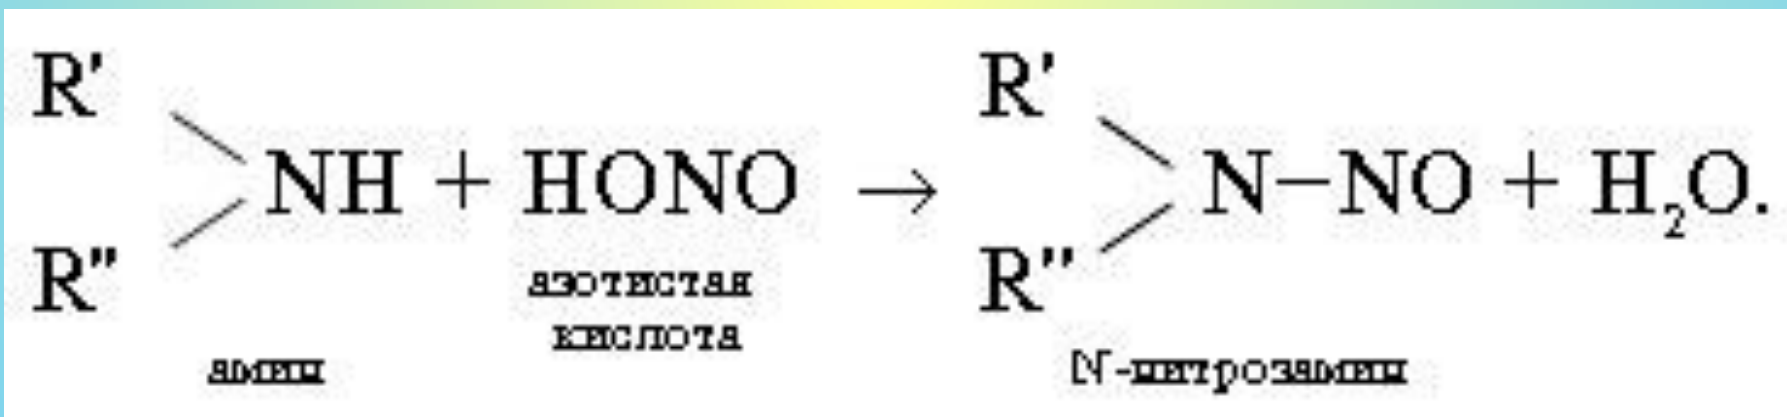 R' R'
NH + HONO → N−NO + H₂O.
R" R"
азотистая
кислота
амин N-нитрозамин